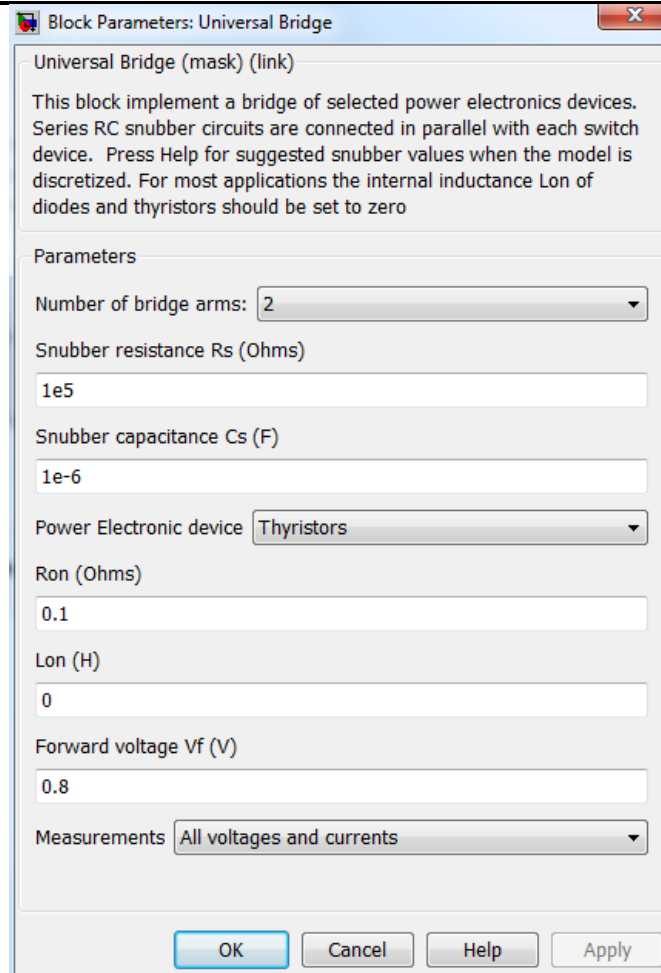 Block Parameters: Universal Bridge
Universal Bridge (mask) (link)
This block implement a bridge of selected power electronics devices.
Series RC snubber circuits are connected in parallel with each switch
device.  Press Help for suggested snubber values when the model is
discretized. For most applications the internal inductance Lon of
diodes and thyristors should be set to zero
Parameters
Number of bridge arms: 2
Snubber resistance Rs (Ohms)
1e5
Snubber capacitance Cs (F)
1e-6
Power Electronic device Thyristors
Ron (Ohms)
0.1
Lon (H)
0
Forward voltage Vf (V)
0.8
Measurements All voltages and currents
OK Cancel Help Apply